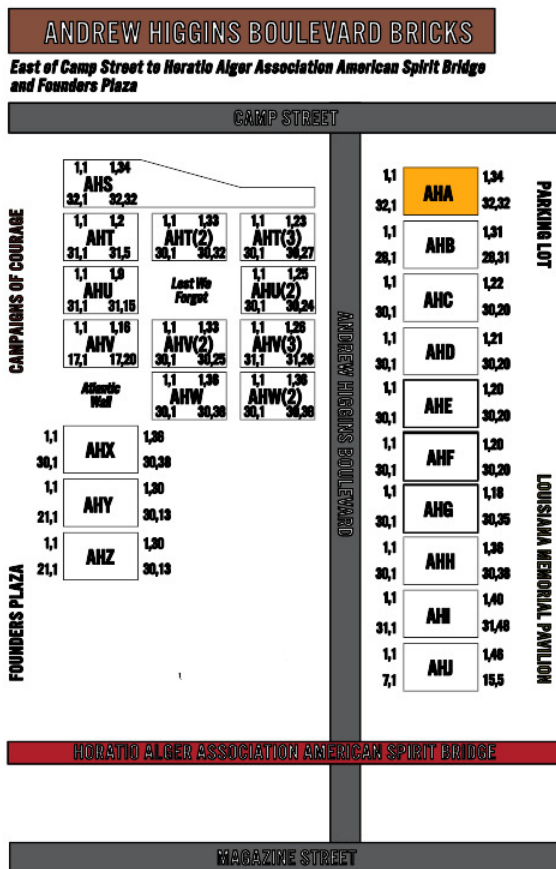 ANDREW HIGGINS BOULEVARD BRICKS
East of Camp Street to Horatio Alger Association American Spirit Bridge
and Founders Plaza
CAMP STREET
CAMPAIGNS OF COURAGE
FOUNDERS PLAZA
1,1 1,34
AHS
32,1 32,32
1,1 1,2
AHT
31,1 31,5
1,1 1,33
AHT(2)
30,1 30,32
1,1 1,23
AHT(3)
30,1 30,27
1,1 1,9
AHU
31,1 31,15
Lest We
Forget
1,1 1,25
AHU(2)
30,1 30,24
1,1 1,16
AHV
17,1 17,20
1,1 1,33
AHV(2)
30,1 30,25
1,1 1,26
AHV(3)
31,1 31,26
Atlantic
Wall
1,1 1,36
AHW
30,1 30,36
1,1 1,36
AHW(2)
30,1 30,36
1,1 1,36
AHX
30,1 30,38
1,1 1,30
AHY
21,1 30,13
1,1 1,30
AHZ
21,1 30,13
ANDREW HIGGINS BOULEVARD
1,1 1,34
AHA
32,1 32,32
1,1 1,31
AHB
28,1 28,31
1,1 1,22
AHC
30,1 30,20
1,1 1,21
AHD
30,1 30,20
1,1 1,20
AHE
30,1 30,20
1,1 1,20
AHF
30,1 30,20
1,1 1,18
AHG
30,1 30,35
1,1 1,36
AHH
30,1 30,36
1,1 1,40
AHI
31,1 31,48
1,1 1,46
AHJ
7,1 15,5
PARKING LOT
LOUISIANA MEMORIAL PAVILION
HORATIO ALGER ASSOCIATION AMERICAN SPIRIT BRIDGE
MAGAZINE STREET